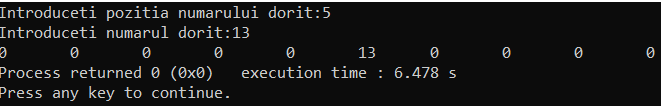 Introduceti pozitia numarului dorit:5
Introduceti numarul dorit:13
0 0 0 0 0 13 0 0 0 0
Process returned 0 (0x0) execution time : 6.478 s
Press any key to continue.